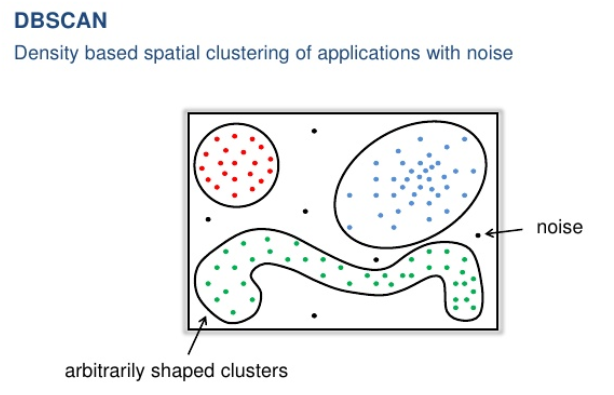 DBSCAN
Density based spatial clustering of applications with noise
noise
arbitrarily shaped clusters